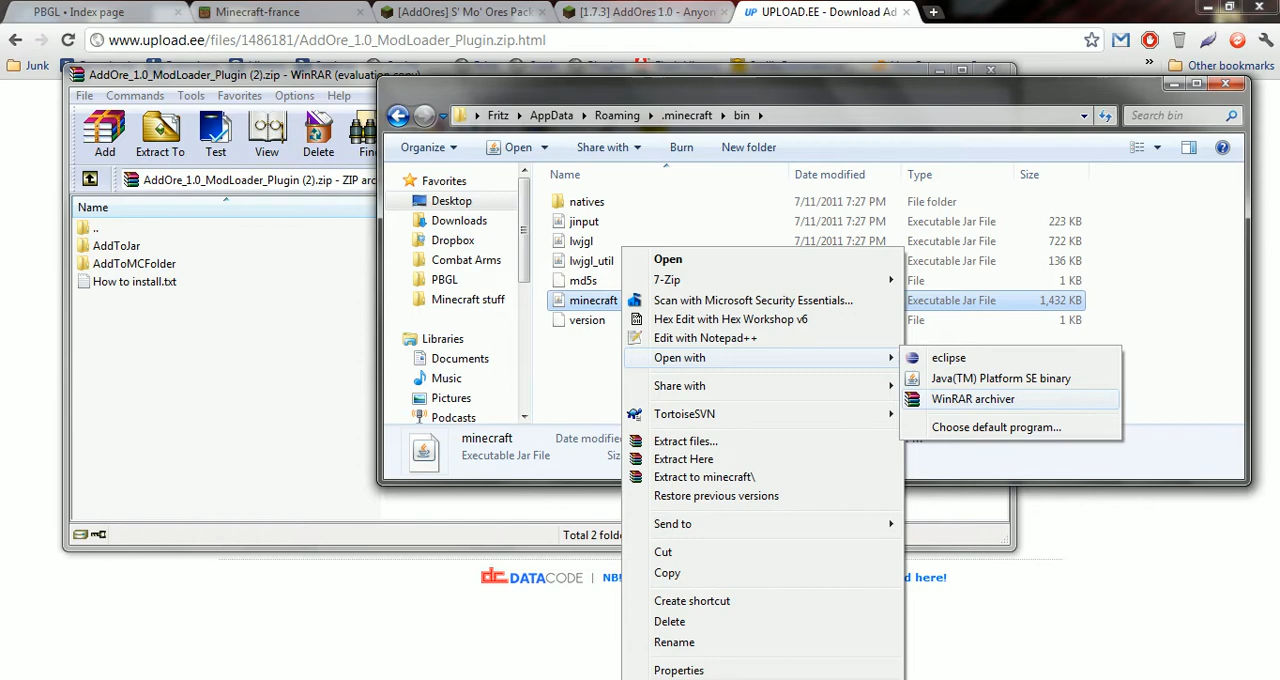 PBGL • Index page
Minecraft-france
[AddOres] S' Mo' Ores Pack
[1.7.3] AddOres 1.0 - Anyon
UPLOAD.EE - Download Ad
www.upload.ee/files/1486181/AddOre_1.0_ModLoader_Plugin.zip.html
Junk
Other bookmarks
AddOre_1.0_ModLoader_Plugin (2).zip - WinRAR (evaluation copy)
File Commands Tools Favorites Options Help
Add Extract To Test View Delete Fin
AddOre_1.0_ModLoader_Plugin (2).zip - ZIP arc
Name
..
AddToJar
AddToMCFolder
How to install.txt
Total 2 folde
Fritz AppData Roaming .minecraft bin
Search bin
Organize Open Share with Burn New folder
Favorites
Desktop
Downloads
Dropbox
Combat Arms
PBGL
Minecraft stuff
Libraries
Documents
Music
Pictures
Podcasts
Name Date modified Type Size
natives 7/11/2011 7:27 PM File folder
jinput 7/11/2011 7:27 PM Executable Jar File 223 KB
lwjgl 7/11/2011 7:27 PM Executable Jar File 722 KB
lwjgl_util Executable Jar File 136 KB
md5s File 1 KB
minecraft Executable Jar File 1,432 KB
version File 1 KB
minecraft Date modifie
Executable Jar File Siz
Open
7-Zip
Scan with Microsoft Security Essentials...
Hex Edit with Hex Workshop v6
Edit with Notepad++
Open with
Share with
TortoiseSVN
Extract files...
Extract Here
Extract to minecraft\
Restore previous versions
Send to
Cut
Copy
Create shortcut
Delete
Rename
Properties
eclipse
Java(TM) Platform SE binary
WinRAR archiver
Choose default program...
dc DATACODE | NB!
d here!